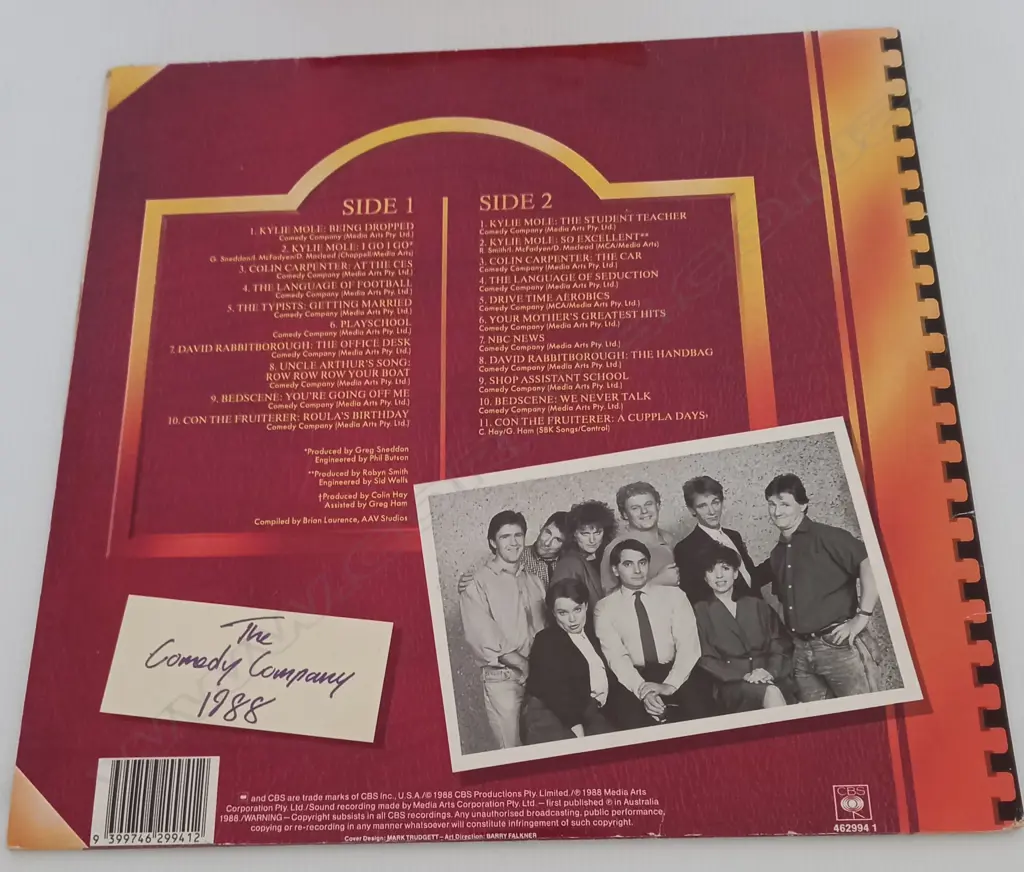 SIDE 1
1. KYLIE MOLE: BEING DROPPED
Comedy Company (Media Arts Pty. Ltd.)
2. KYLIE MOLE: I GO I GO*
G. Sneddon/I. McFadyen/D. Macleod (Chappell/Media Arts)
3. COLIN CARPENTER: AT THE CES
Comedy Company (Media Arts Pty. Ltd.)
4. THE LANGUAGE OF FOOTBALL
Comedy Company (Media Arts Pty. Ltd.)
5. THE TYPISTS: GETTING MARRIED
Comedy Company (Media Arts Pty. Ltd.)
6. PLAYSCHOOL
Comedy Company (Media Arts Pty. Ltd.)
7. DAVID RABBITBOROUGH: THE OFFICE DESK
Comedy Company (Media Arts Pty. Ltd.)
8. UNCLE ARTHUR'S SONG:
ROW ROW ROW YOUR BOAT
Comedy Company (Media Arts Pty. Ltd.)
9. BEDSCENE: YOU'RE GOING OFF ME
Comedy Company (Media Arts Pty. Ltd.)
10. CON THE FRUITERER: ROULA'S BIRTHDAY
Comedy Company (Media Arts Pty. Ltd.)
*Produced by Greg Sneddon
Engineered by Phil Butson
**Produced by Robyn Smith
Engineered by Sid Wells
†Produced by Colin Hay
Assisted by Greg Ham
Compiled by Brian Laurence, AAV Studios
SIDE 2
1. KYLIE MOLE: THE STUDENT TEACHER
Comedy Company (Media Arts Pty. Ltd.)
2. KYLIE MOLE: SO EXCELLENT**
R. Smith/I. McFadyen/D. Macleod (MCA/Media Arts)
3. COLIN CARPENTER: THE CAR
Comedy Company (Media Arts Pty. Ltd.)
4. THE LANGUAGE OF SEDUCTION
Comedy Company (Media Arts Pty. Ltd.)
5. DRIVE TIME AEROBICS
Comedy Company (MCA/Media Arts Pty. Ltd.)
6. YOUR MOTHER'S GREATEST HITS
Comedy Company (Media Arts Pty. Ltd.)
7. NBC NEWS
Comedy Company (Media Arts Pty. Ltd.)
8. DAVID RABBITBOROUGH: THE HANDBAG
Comedy Company (Media Arts Pty. Ltd.)
9. SHOP ASSISTANT SCHOOL
Comedy Company (Media Arts Pty. Ltd.)
10. BEDSCENE: WE NEVER TALK
Comedy Company (Media Arts Pty. Ltd.)
11. CON THE FRUITERER: A CUPPLA DAYS†
C. Hay/G. Ham (SBK Songs/Control)
The
Comedy Company
1988
9 399746 299412
and CBS are trade marks of CBS Inc., U.S.A./© 1988 CBS Productions Pty. Limited./℗ 1988 Media Arts
Corporation Pty. Ltd./Sound recording made by Media Arts Corporation Pty. Ltd. – first published ℗ in Australia
1988./WARNING – Copyright subsists in all CBS recordings. Any unauthorised broadcasting, public performance,
copying or re-recording in any manner whatsoever will constitute infringement of such copyright.
Cover Design: MARK TRUDGETT – Art Direction: BARRY FALKNER
CBS
462994 1